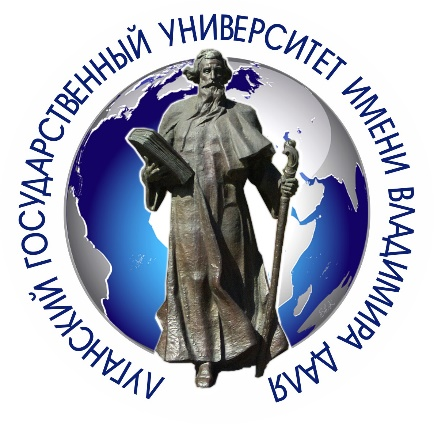 ЛУГАНСКИЙ ГОСУДАРСТВЕННЫЙ УНИВЕРСИТЕТ ИМЕНИ ВЛАДИМИРА ДАЛЯ